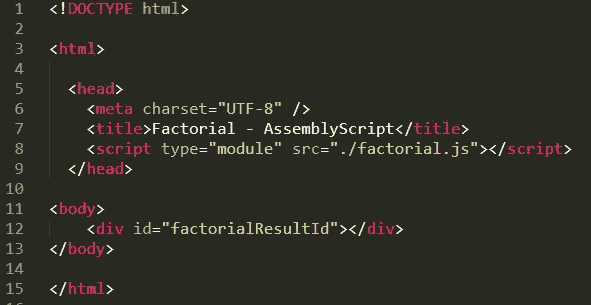 1 <!DOCTYPE html>
2
3 <html>
4
5 <head>
6 <meta charset="UTF-8" />
7 <title>Factorial - AssemblyScript</title>
8 <script type="module" src="./factorial.js"></script>
9 </head>
10
11 <body>
12 <div id="factorialResultId"></div>
13 </body>
14
15 </html>